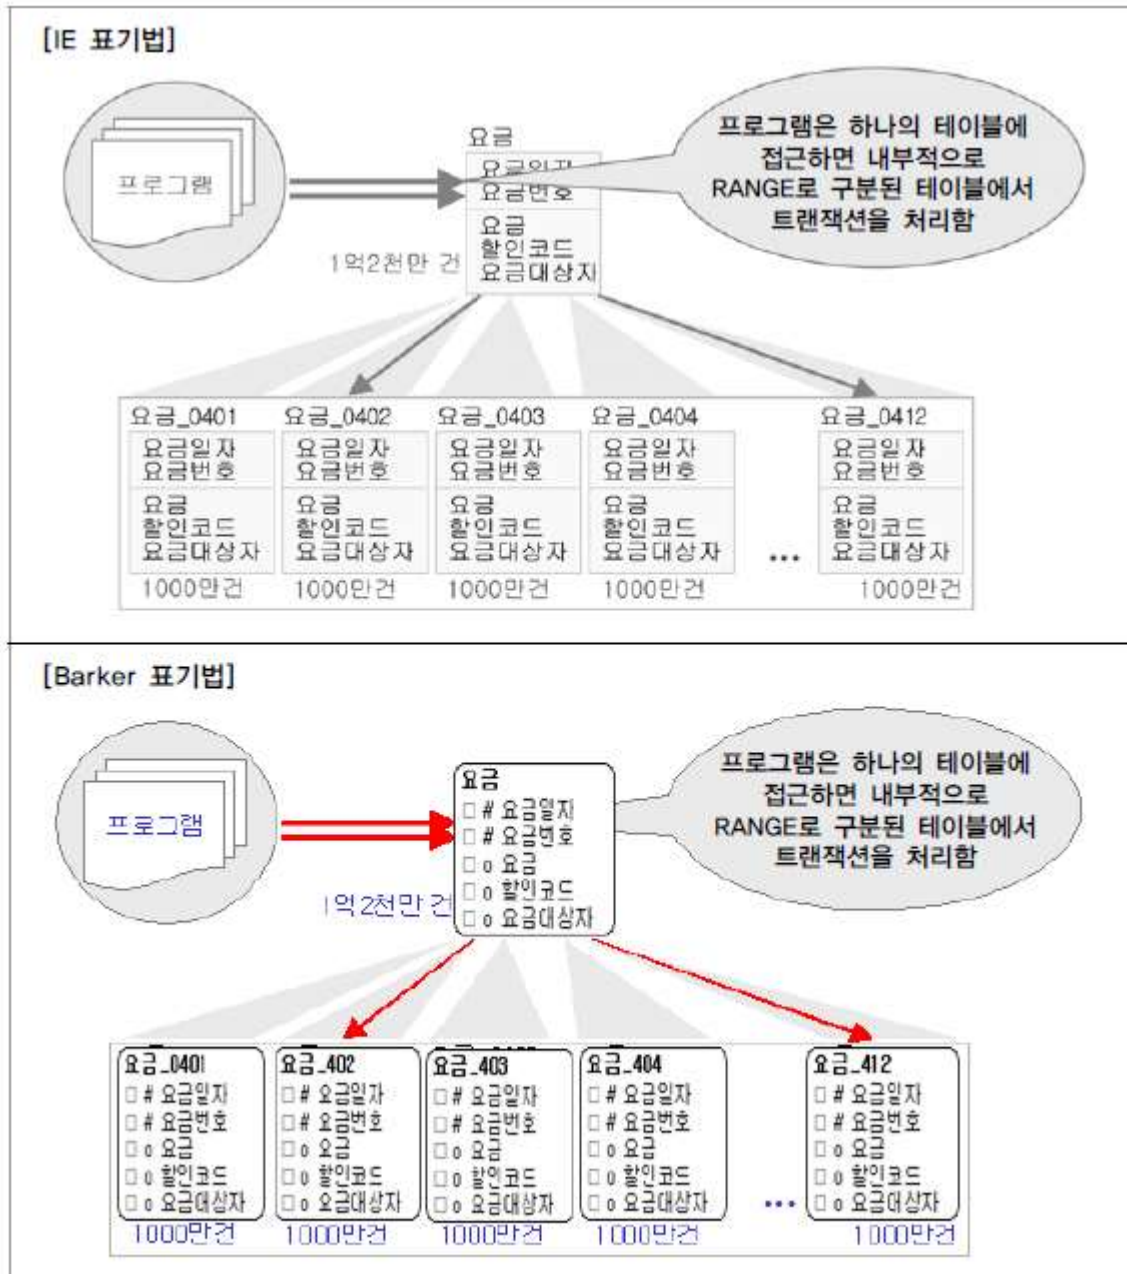 [IE 표기법]
프로그램
요금
요금일자
요금번호
요금
할인코드
요금대상자
1억2천만 건
프로그램은 하나의 테이블에
접근하면 내부적으로
RANGE로 구분된 테이블에서
트랜잭션을 처리함
요금_0401
요금일자
요금번호
요금
할인코드
요금대상자
1000만건
요금_0402
요금일자
요금번호
요금
할인코드
요금대상자
1000만건
요금_0403
요금일자
요금번호
요금
할인코드
요금대상자
1000만건
요금_0404
요금일자
요금번호
요금
할인코드
요금대상자
1000만건
...
요금_0412
요금일자
요금번호
요금
할인코드
요금대상자
1000만건
[Barker 표기법]
프로그램
요금
□ # 요금일자
□ # 요금번호
□ o 요금
□ o 할인코드
□ o 요금대상자
1억2천만 건
프로그램은 하나의 테이블에
접근하면 내부적으로
RANGE로 구분된 테이블에서
트랜잭션을 처리함
요금_0401
□ # 요금일자
□ # 요금번호
□ o 요금
□ o 할인코드
□ o 요금대상자
1000만건
요금_402
□ # 요금일자
□ # 요금번호
□ o 요금
□ o 할인코드
□ o 요금대상자
1000만건
요금_403
□ # 요금일자
□ # 요금번호
□ o 요금
□ o 할인코드
□ o 요금대상자
1000만건
요금_404
□ # 요금일자
□ # 요금번호
□ o 요금
□ o 할인코드
□ o 요금대상자
1000만건
...
요금_412
□ # 요금일자
□ # 요금번호
□ o 요금
□ o 할인코드
□ o 요금대상자
1000만건